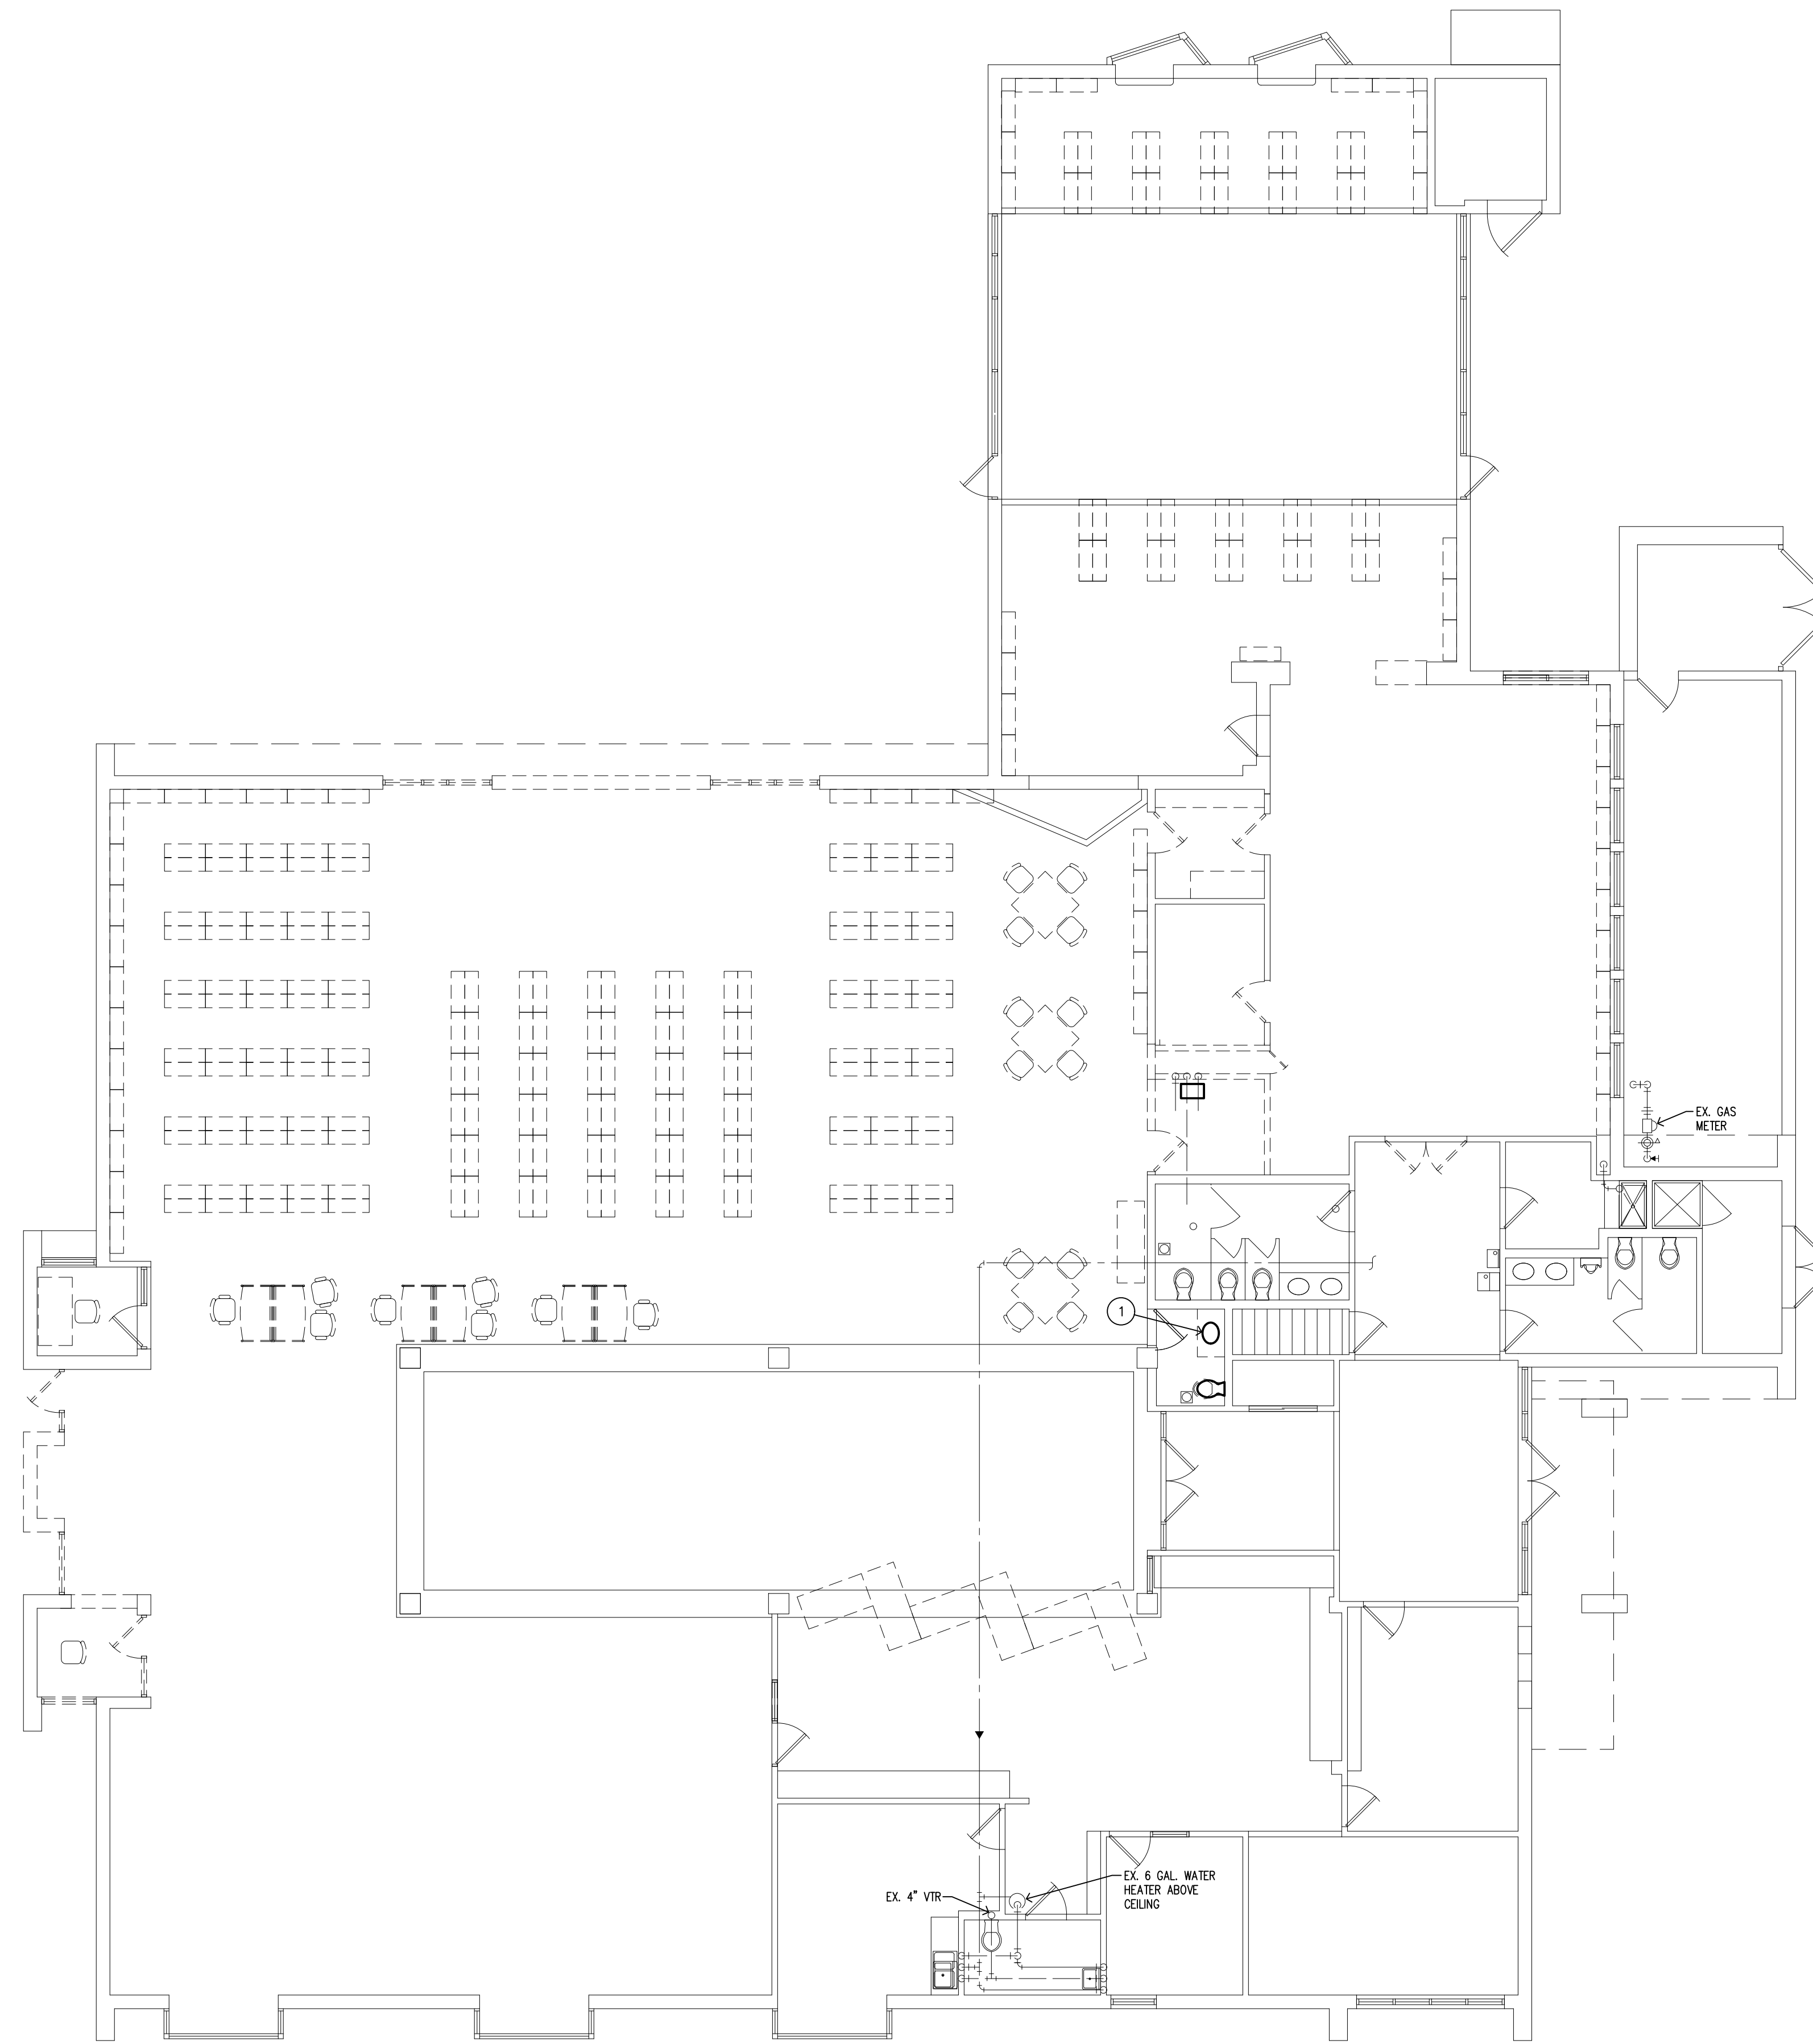 EX. GAS
METER
1
EX. 6 GAL. WATER
HEATER ABOVE
CEILING
EX. 4" VTR